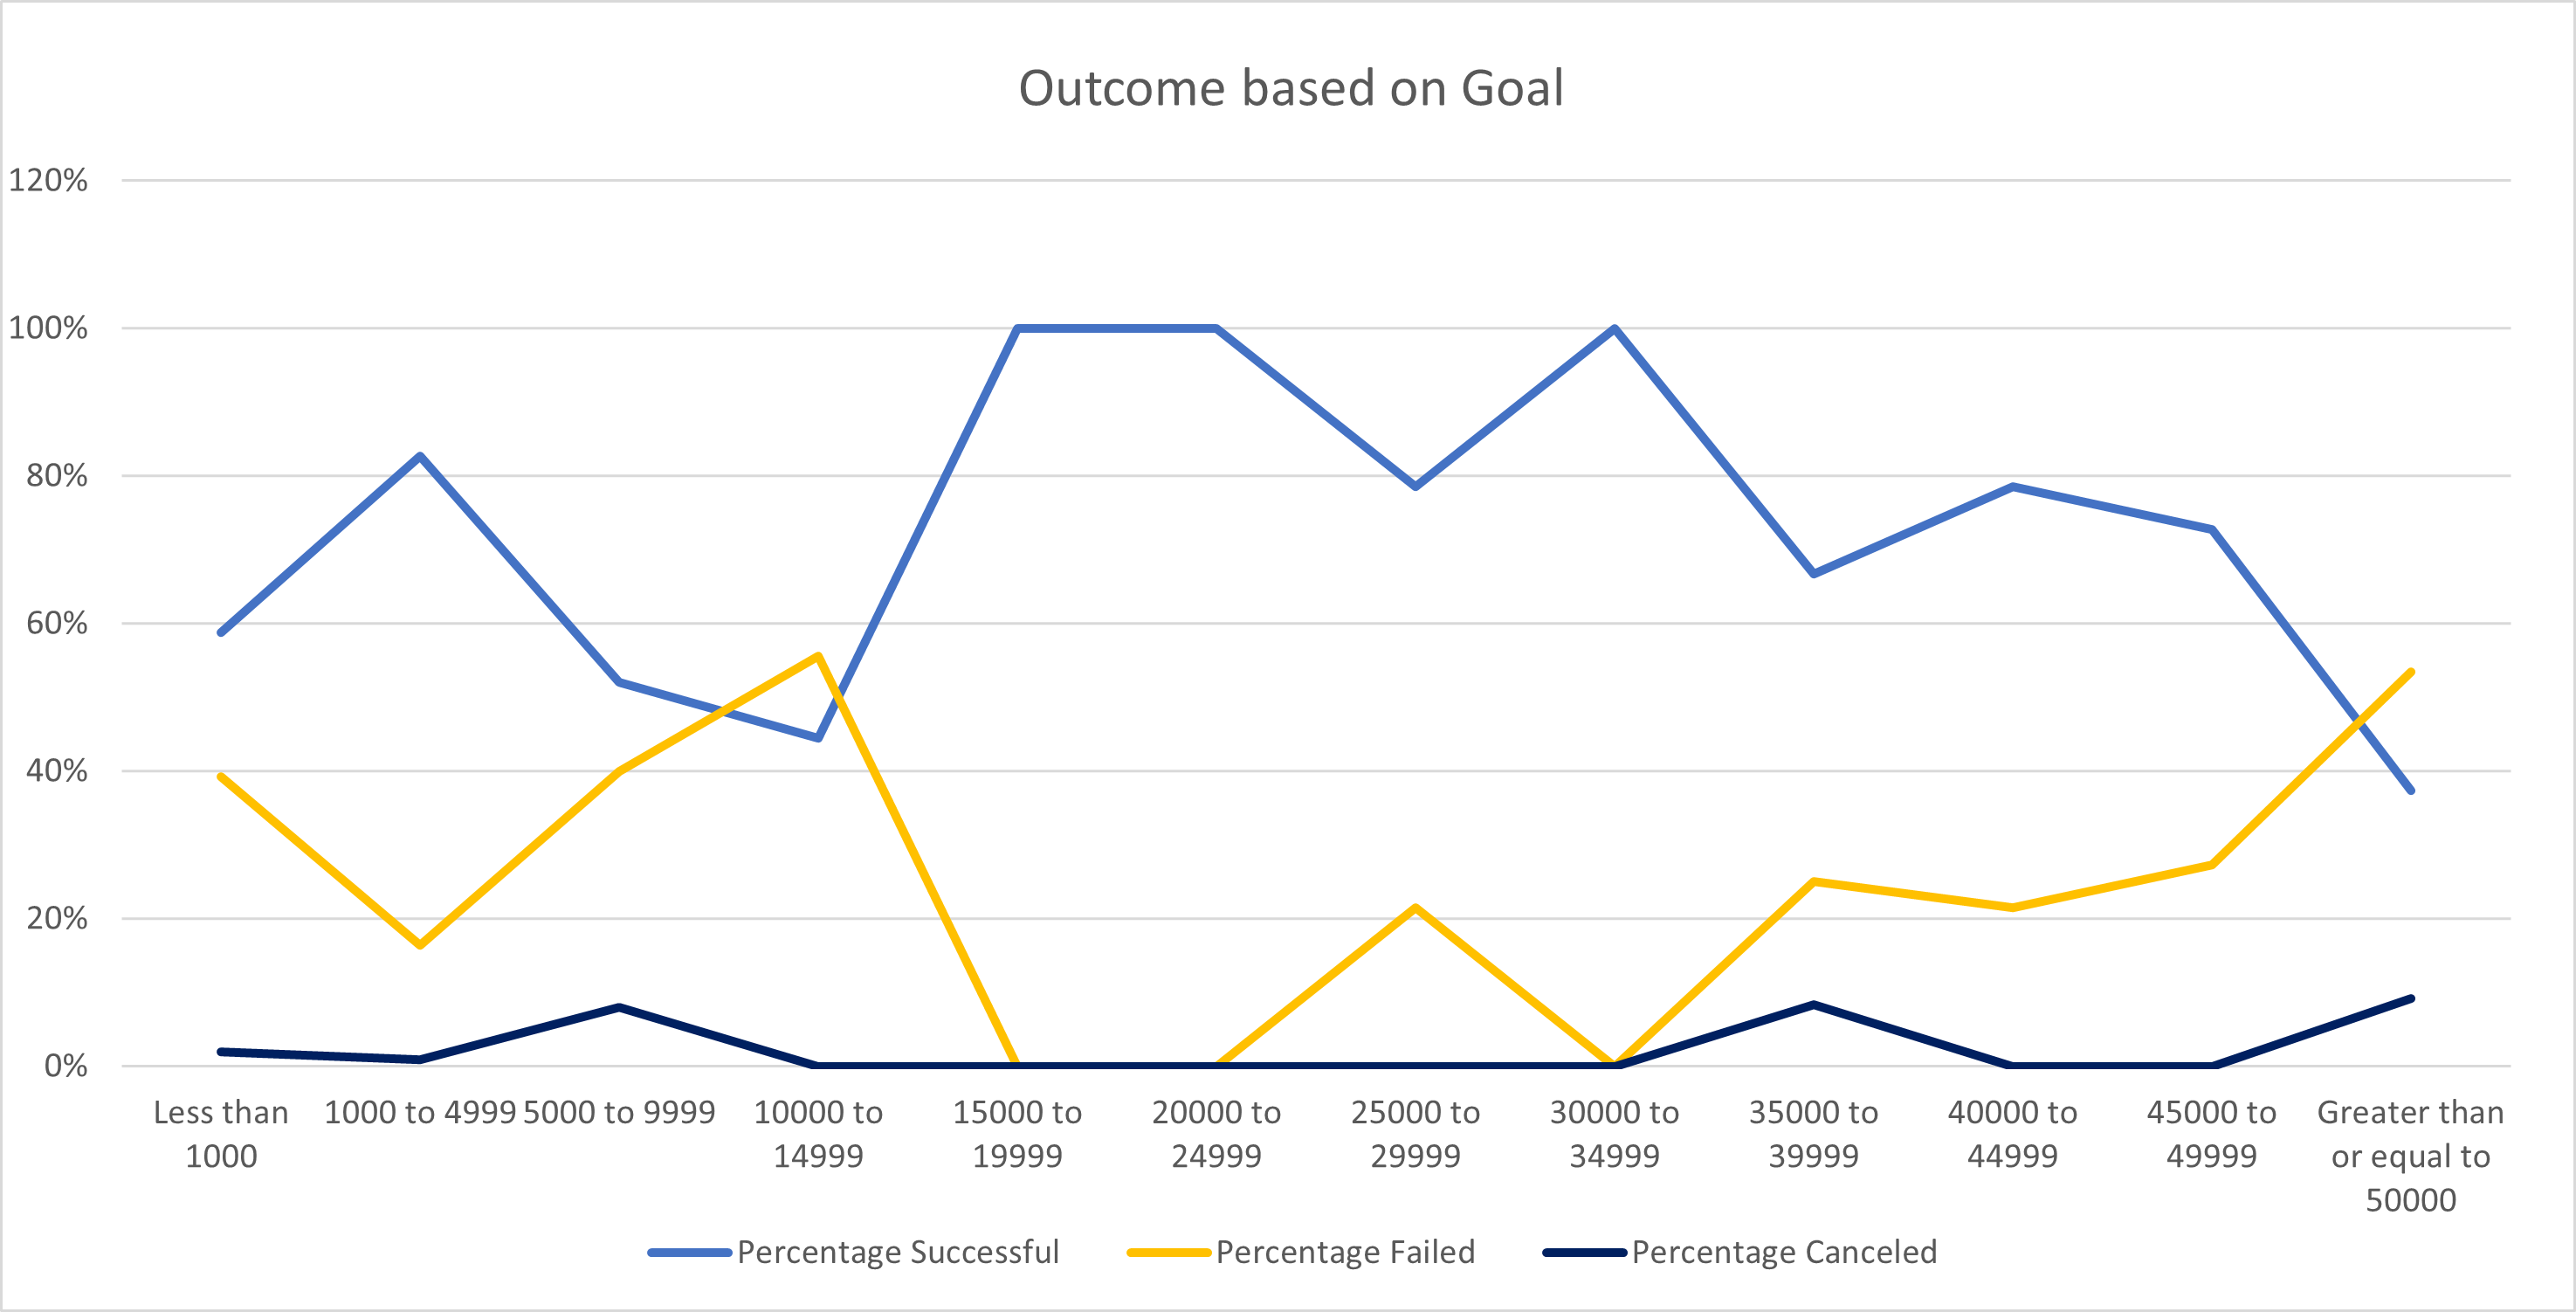 Outcome based on Goal
120%
100%
80%
60%
40%
20%
0%
Less than
1000
1000 to 4999
5000 to 9999
10000 to
14999
15000 to
19999
20000 to
24999
25000 to
29999
30000 to
34999
35000 to
39999
40000 to
44999
45000 to
49999
Greater than
or equal to
50000
Percentage Successful
Percentage Failed
Percentage Canceled